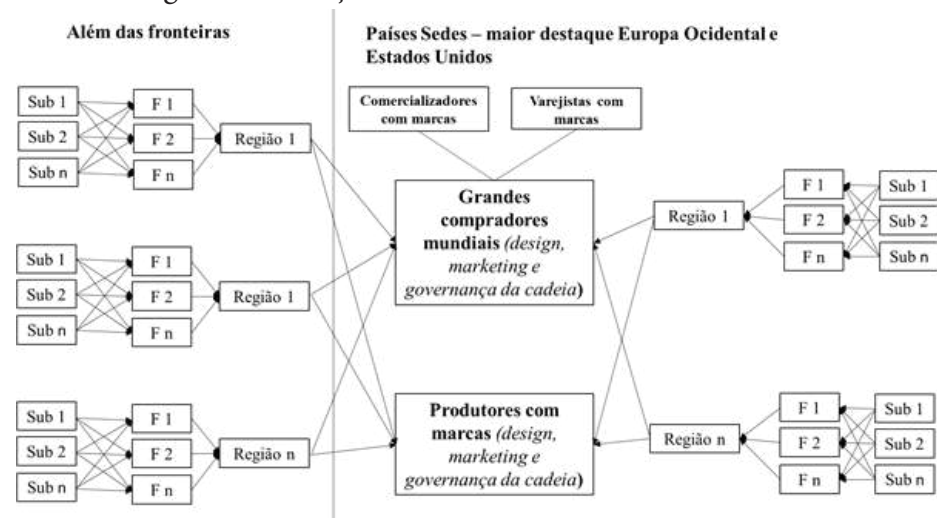 Além das fronteiras
Países Sedes – maior destaque Europa Ocidental e
Estados Unidos
Comercializadores
com marcas
Varejistas com
marcas
Sub 1
Sub 2
Sub n
F 1
F 2
F n
Região 1
Sub 1
Sub 2
Sub n
F 1
F 2
F n
Região 1
Sub 1
Sub 2
Sub n
F 1
F 2
F n
Região n
Grandes
compradores
mundiais (design,
marketing e
governança da cadeia)
Produtores com
marcas (design,
marketing e
governança da cadeia)
Região 1
F 1
F 2
F n
Sub 1
Sub 2
Sub n
Região n
F 1
F 2
F n
Sub 1
Sub 2
Sub n